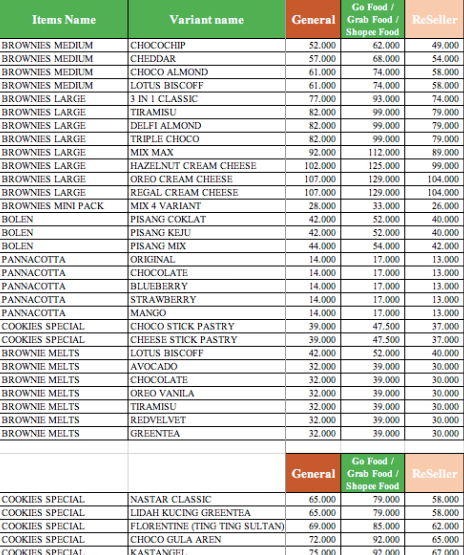 Items Name Variant name General Go Food / Grab Food / Shopee Food ReSeller
BROWNIES MEDIUM CHOCOCHIP 52.000 62.000 49.000
BROWNIES MEDIUM CHEDDAR 57.000 68.000 54.000
BROWNIES MEDIUM CHOCO ALMOND 61.000 74.000 58.000
BROWNIES MEDIUM LOTUS BISCOFF 61.000 74.000 58.000
BROWNIES LARGE 3 IN 1 CLASSIC 77.000 93.000 74.000
BROWNIES LARGE TIRAMISU 82.000 99.000 79.000
BROWNIES LARGE DELFI ALMOND 82.000 99.000 79.000
BROWNIES LARGE TRIPLE CHOCO 82.000 99.000 79.000
BROWNIES LARGE MIX MAX 92.000 112.000 89.000
BROWNIES LARGE HAZELNUT CREAM CHEESE 102.000 125.000 99.000
BROWNIES LARGE OREO CREAM CHEESE 107.000 129.000 104.000
BROWNIES LARGE REGAL CREAM CHEESE 107.000 129.000 104.000
BROWNIES MINI PACK MIX 4 VARIANT 28.000 33.000 26.000
BOLEN PISANG COKLAT 42.000 52.000 40.000
BOLEN PISANG KEJU 42.000 52.000 40.000
BOLEN PISANG MIX 44.000 54.000 42.000
PANNACOTTA ORIGINAL 14.000 17.000 13.000
PANNACOTTA CHOCOLATE 14.000 17.000 13.000
PANNACOTTA BLUEBERRY 14.000 17.000 13.000
PANNACOTTA STRAWBERRY 14.000 17.000 13.000
PANNACOTTA MANGO 14.000 17.000 13.000
COOKIES SPECIAL CHOCO STICK PASTRY 39.000 47.500 37.000
COOKIES SPECIAL CHEESE STICK PASTRY 39.000 47.500 37.000
BROWNIE MELTS LOTUS BISCOFF 42.000 52.000 40.000
BROWNIE MELTS AVOCADO 32.000 39.000 30.000
BROWNIE MELTS CHOCOLATE 32.000 39.000 30.000
BROWNIE MELTS OREO VANILA 32.000 39.000 30.000
BROWNIE MELTS TIRAMISU 32.000 39.000 30.000
BROWNIE MELTS REDVELVET 32.000 39.000 30.000
BROWNIE MELTS GREENTEA 32.000 39.000 30.000
General Go Food / Grab Food / Shopee Food ReSeller
COOKIES SPECIAL NASTAR CLASSIC 65.000 79.000 58.000
COOKIES SPECIAL LIDAH KUCING GREENTEA 65.000 79.000 58.000
COOKIES SPECIAL FLORENTINE (TING TING SULTAN) 69.000 85.000 62.000
COOKIES SPECIAL CHOCO GULA AREN 72.000 92.000 65.000
COOKIES SPECIAL KASTANGEL 75.000 92.000 67.000